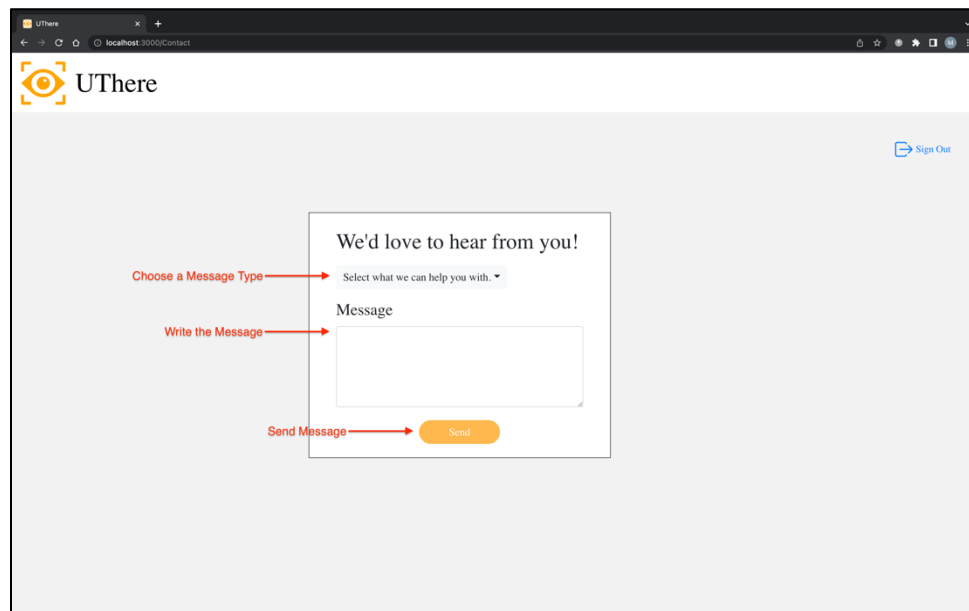 UThere
localhost:3000/Contact
M
UThere
Sign Out
We'd love to hear from you!
Choose a Message Type
Select what we can help you with.
Message
Write the Message
Send Message
Send